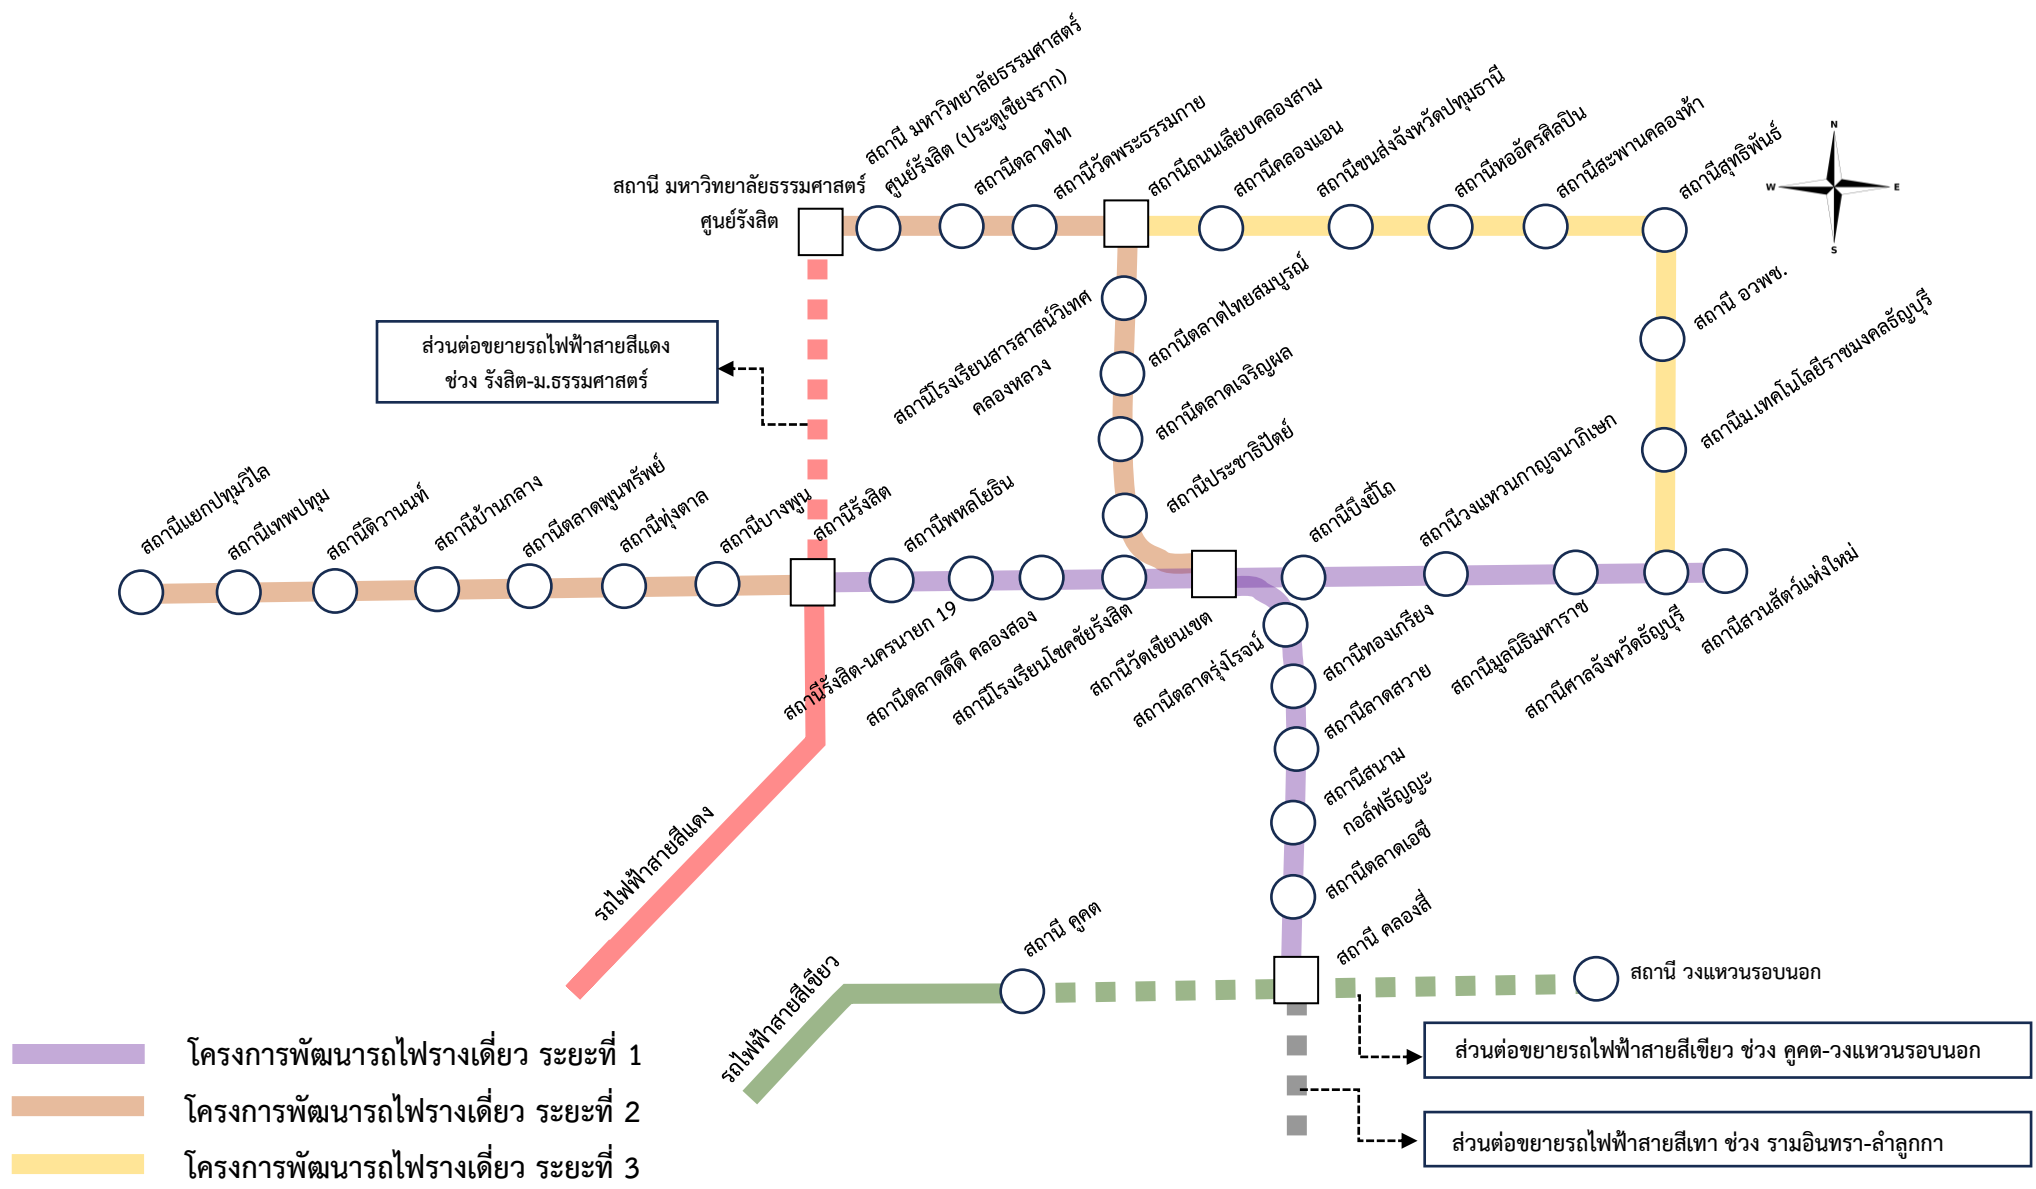 สถานี มหาวิทยาลัยธรรมศาสตร์
ศูนย์รังสิต (ประตูเชียงราก)
สถานีตลาดไท
สถานีวัดพระธรรมกาย
สถานีถนนเลียบคลองสาม
สถานีคลองแอน
สถานีขนส่งจังหวัดปทุมธานี
สถานีหออัครศิลปิน
สถานีสะพานคลองห้า
สถานีสุทธิพันธ์
N
W
E
S
สถานี มหาวิทยาลัยธรรมศาสตร์
ศูนย์รังสิต
สถานีโรงเรียนสารสาสน์วิเทศ
คลองหลวง
สถานีตลาดไทยสมบูรณ์
สถานีตลาดเจริญผล
สถานีประชาธิปัตย์
สถานี อวพช.
สถานีม.เทคโนโลยีราชมงคลธัญบุรี
ส่วนต่อขยายรถไฟฟ้าสายสีแดง
ช่วง รังสิต-ม.ธรรมศาสตร์
สถานีแยกปทุมวิไล
สถานีเทพปทุม
สถานีติวานนท์
สถานีบ้านกลาง
สถานีตลาดพูนทรัพย์
สถานีทุ่งตาล
สถานีบางพูน
สถานีรังสิต
สถานีพหลโยธิน
สถานีบึงยี่โถ
สถานีวงแหวนกาญจนาภิเษก
สถานีรังสิต-นครนายก 19
สถานีตลาดดีดี คลองสอง
สถานีโรงเรียนโชคชัยรังสิต
สถานีวัดเขียนเขต
สถานีตลาดรุ่งโรจน์
สถานีทองเกรียง
สถานีมูลนิธิมหาราช
สถานีศาลจังหวัดธัญบุรี
สถานีสวนสัตว์แห่งใหม่
สถานีลาดสวาย
สถานีสนาม
กอล์ฟธัญญะ
สถานีตลาดเอซี
รถไฟฟ้าสายสีแดง
สถานี คูคต
สถานี คลองสี่
สถานี วงแหวนรอบนอก
รถไฟฟ้าสายสีเขียว
ส่วนต่อขยายรถไฟฟ้าสายสีเขียว ช่วง คูคต-วงแหวนรอบนอก
ส่วนต่อขยายรถไฟฟ้าสายสีเทา ช่วง รามอินทรา-ลำลูกกา
โครงการพัฒนารถไฟรางเดี่ยว ระยะที่ 1
โครงการพัฒนารถไฟรางเดี่ยว ระยะที่ 2
โครงการพัฒนารถไฟรางเดี่ยว ระยะที่ 3